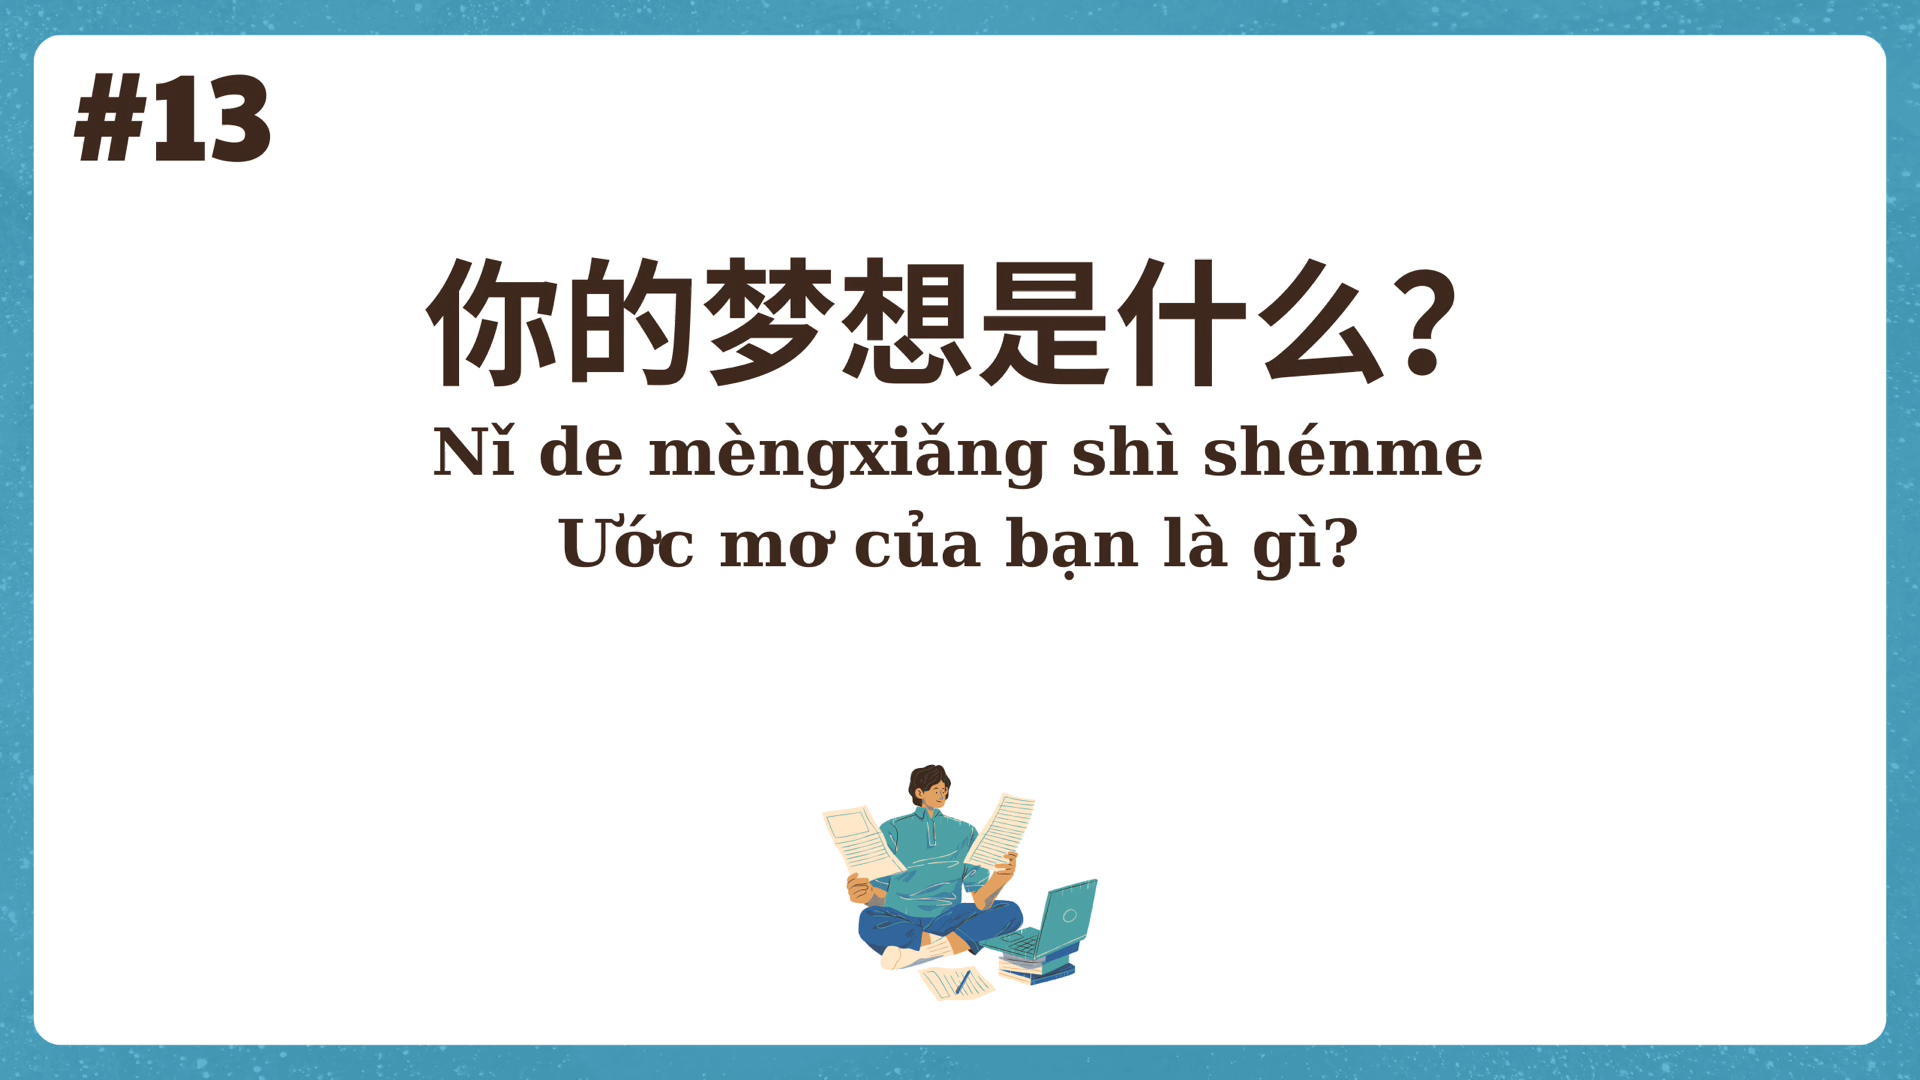 #13
你的梦想是什么？
Nǐ de mèngxiǎng shì shénme
Ước mơ của bạn là gì?